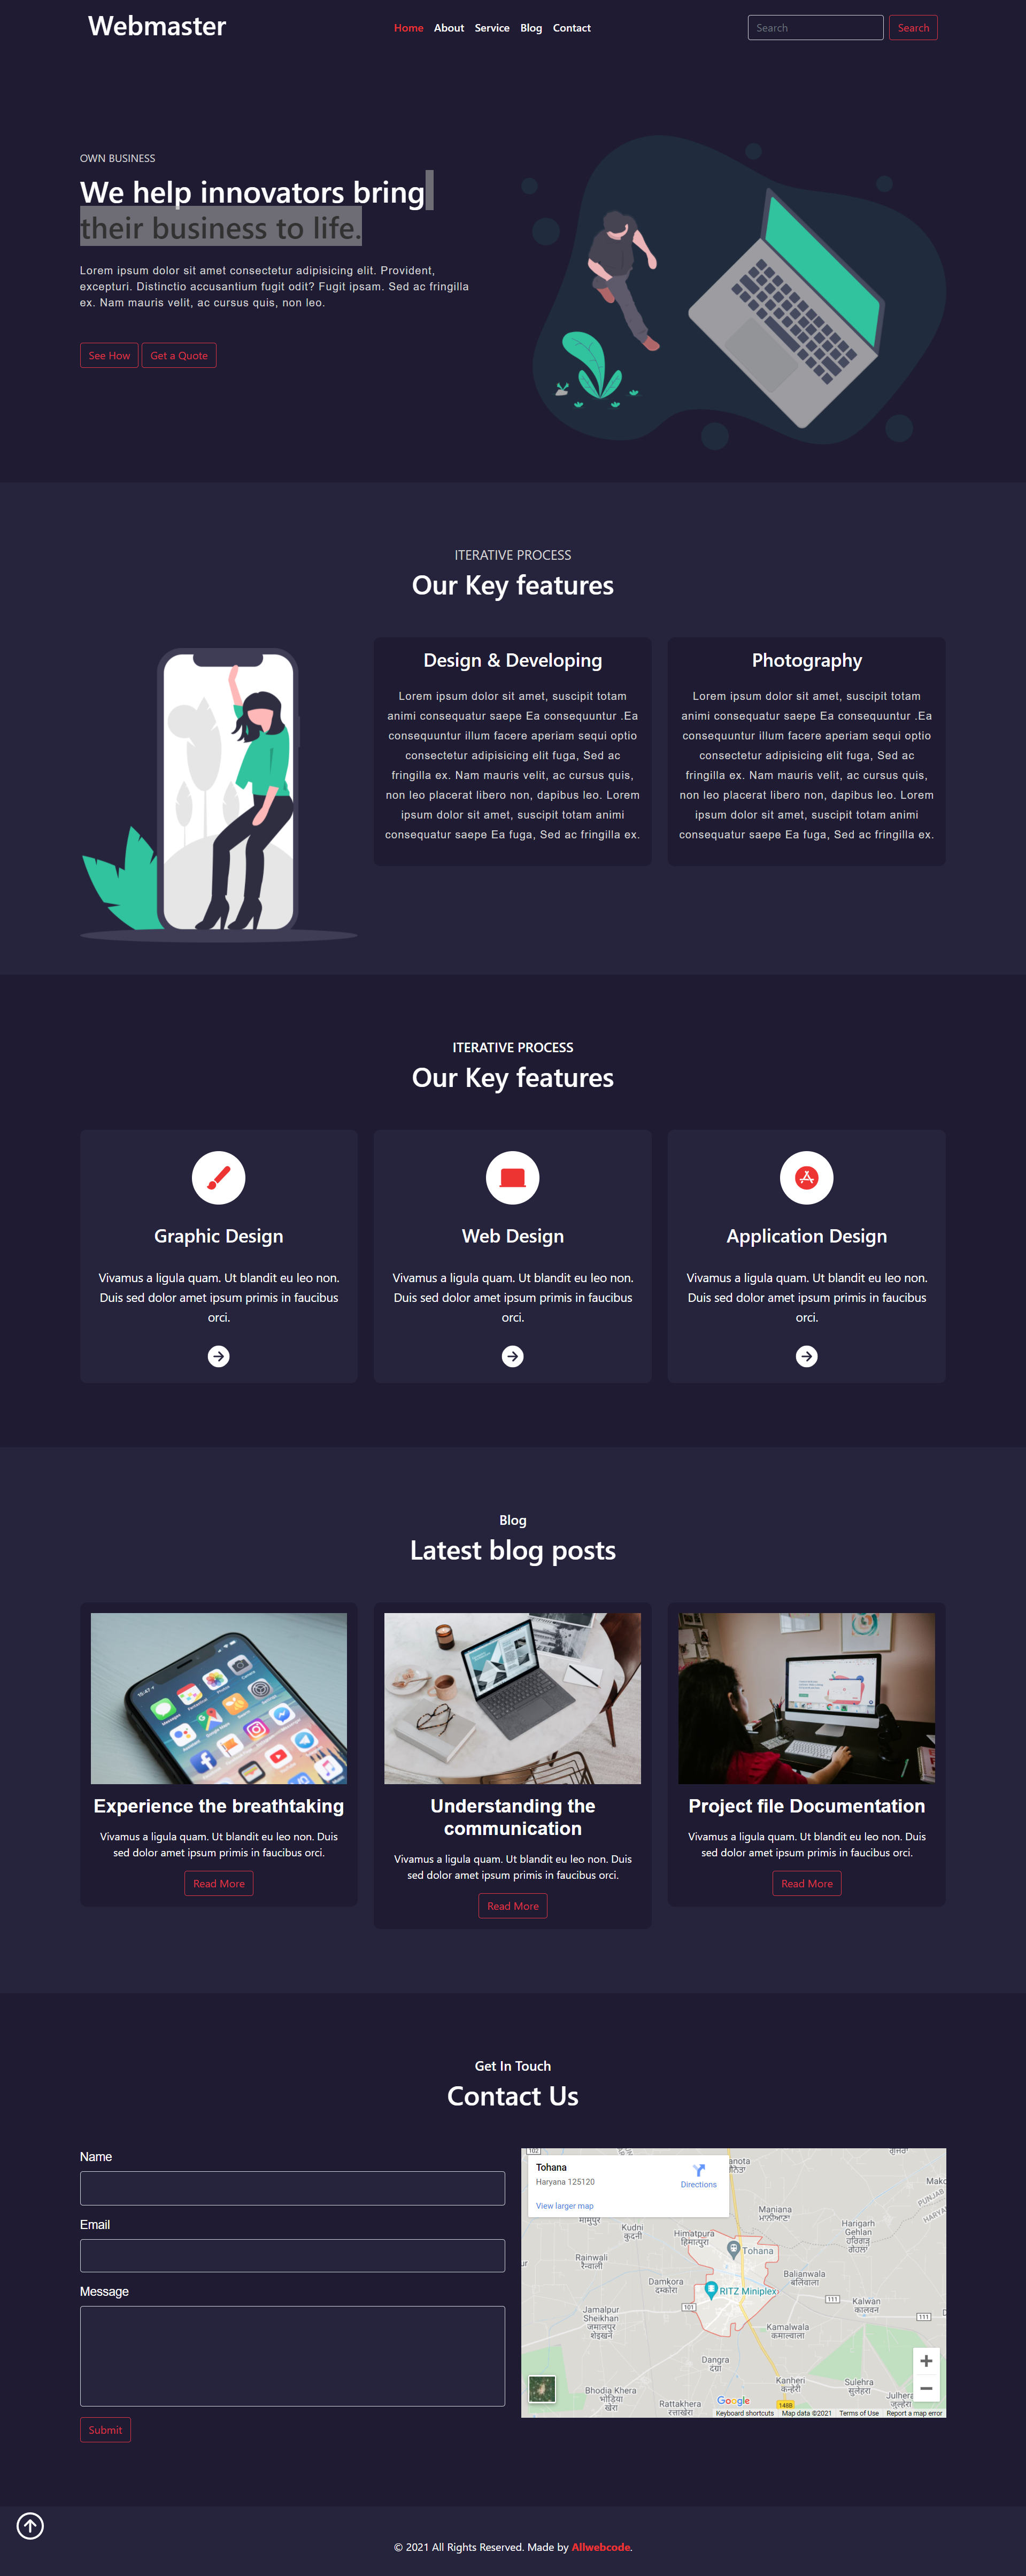 Webmaster
Home About Service Blog Contact
Search
Search
OWN BUSINESS
We help innovators bring
their business to life.
Lorem ipsum dolor sit amet consectetur adipisicing elit. Provident,
excepturi. Distinctio accusantium fugit odit? Fugit ipsam. Sed ac fringilla
ex. Nam mauris velit, ac cursus quis, non leo.
See How
Get a Quote
ITERATIVE PROCESS
Our Key features
Design & Developing
Lorem ipsum dolor sit amet, suscipit totam
animi consequatur saepe Ea consequuntur .Ea
consequuntur illum facere aperiam sequi optio
consectetur adipisicing elit fuga, Sed ac
fringilla ex. Nam mauris velit, ac cursus quis,
non leo placerat libero non, dapibus leo. Lorem
ipsum dolor sit amet, suscipit totam animi
consequatur saepe Ea fuga, Sed ac fringilla ex.
Photography
Lorem ipsum dolor sit amet, suscipit totam
animi consequatur saepe Ea consequuntur .Ea
consequuntur illum facere aperiam sequi optio
consectetur adipisicing elit fuga, Sed ac
fringilla ex. Nam mauris velit, ac cursus quis,
non leo placerat libero non, dapibus leo. Lorem
ipsum dolor sit amet, suscipit totam animi
consequatur saepe Ea fuga, Sed ac fringilla ex.
ITERATIVE PROCESS
Our Key features
Graphic Design
Vivamus a ligula quam. Ut blandit eu leo non.
Duis sed dolor amet ipsum primis in faucibus
orci.
Web Design
Vivamus a ligula quam. Ut blandit eu leo non.
Duis sed dolor amet ipsum primis in faucibus
orci.
Application Design
Vivamus a ligula quam. Ut blandit eu leo non.
Duis sed dolor amet ipsum primis in faucibus
orci.
Blog
Latest blog posts
Experience the breathtaking
Vivamus a ligula quam. Ut blandit eu leo non. Duis
sed dolor amet ipsum primis in faucibus orci.
Read More
Understanding the
communication
Vivamus a ligula quam. Ut blandit eu leo non. Duis
sed dolor amet ipsum primis in faucibus orci.
Read More
Project file Documentation
Vivamus a ligula quam. Ut blandit eu leo non. Duis
sed dolor amet ipsum primis in faucibus orci.
Read More
Get In Touch
Contact Us
Name
Email
Message
Submit
102
Tohana
Haryana 125120
Directions
View larger map
Maniana
Kudni
कुदनी
Himatpura
हिमात्पुरा
Harigarh
Gehlan
Tohana
Rainwali
रैनवाली
Damkora
दमकोरा
Balianwala
बलियांवाला
RITZ Miniplex
101
111
Kalwan
कालवन
111
Jamalpur
Sheikhan
जमालपुर
शेइखन
Kamalwala
कमाल्वाला
Dangra
दंग्रा
Kanheri
कन्हेरी
Sulehra
सुलेहरा
Bhodia Khera
भोडिया
खेरा
Rattakhera
रत्ताखेरा
148B
Google
Keyboard shortcuts Map data ©2021 Terms of Use Report a map error
© 2021 All Rights Reserved. Made by Allwebcode.